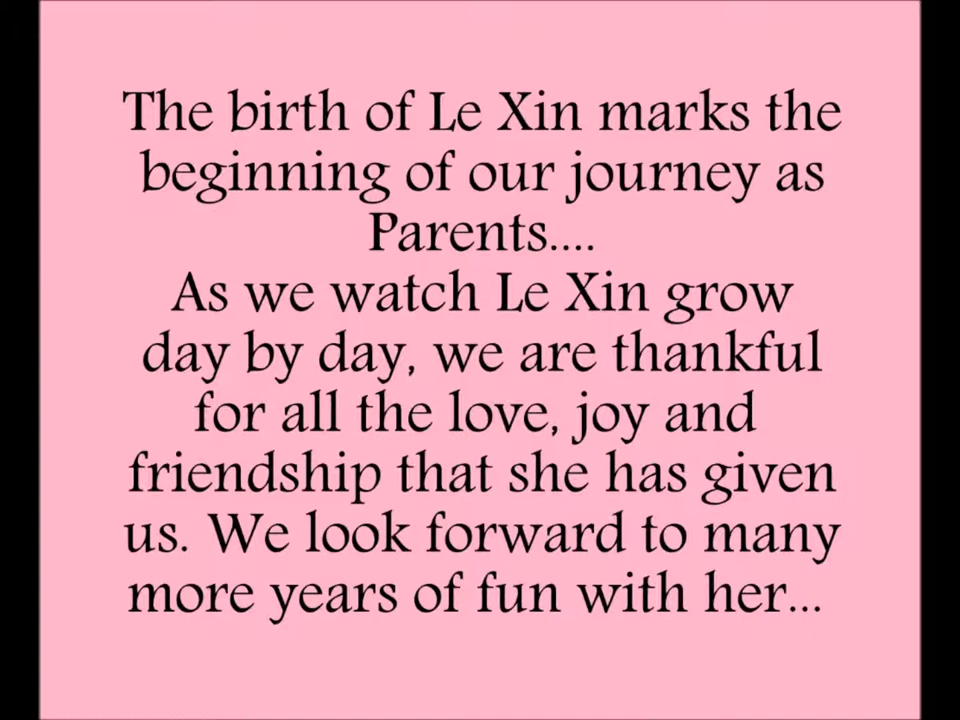 The birth of Le Xin marks the
beginning of our journey as
Parents....
As we watch Le Xin grow
day by day, we are thankful
for all the love, joy and
friendship that she has given
us. We look forward to many
more years of fun with her...